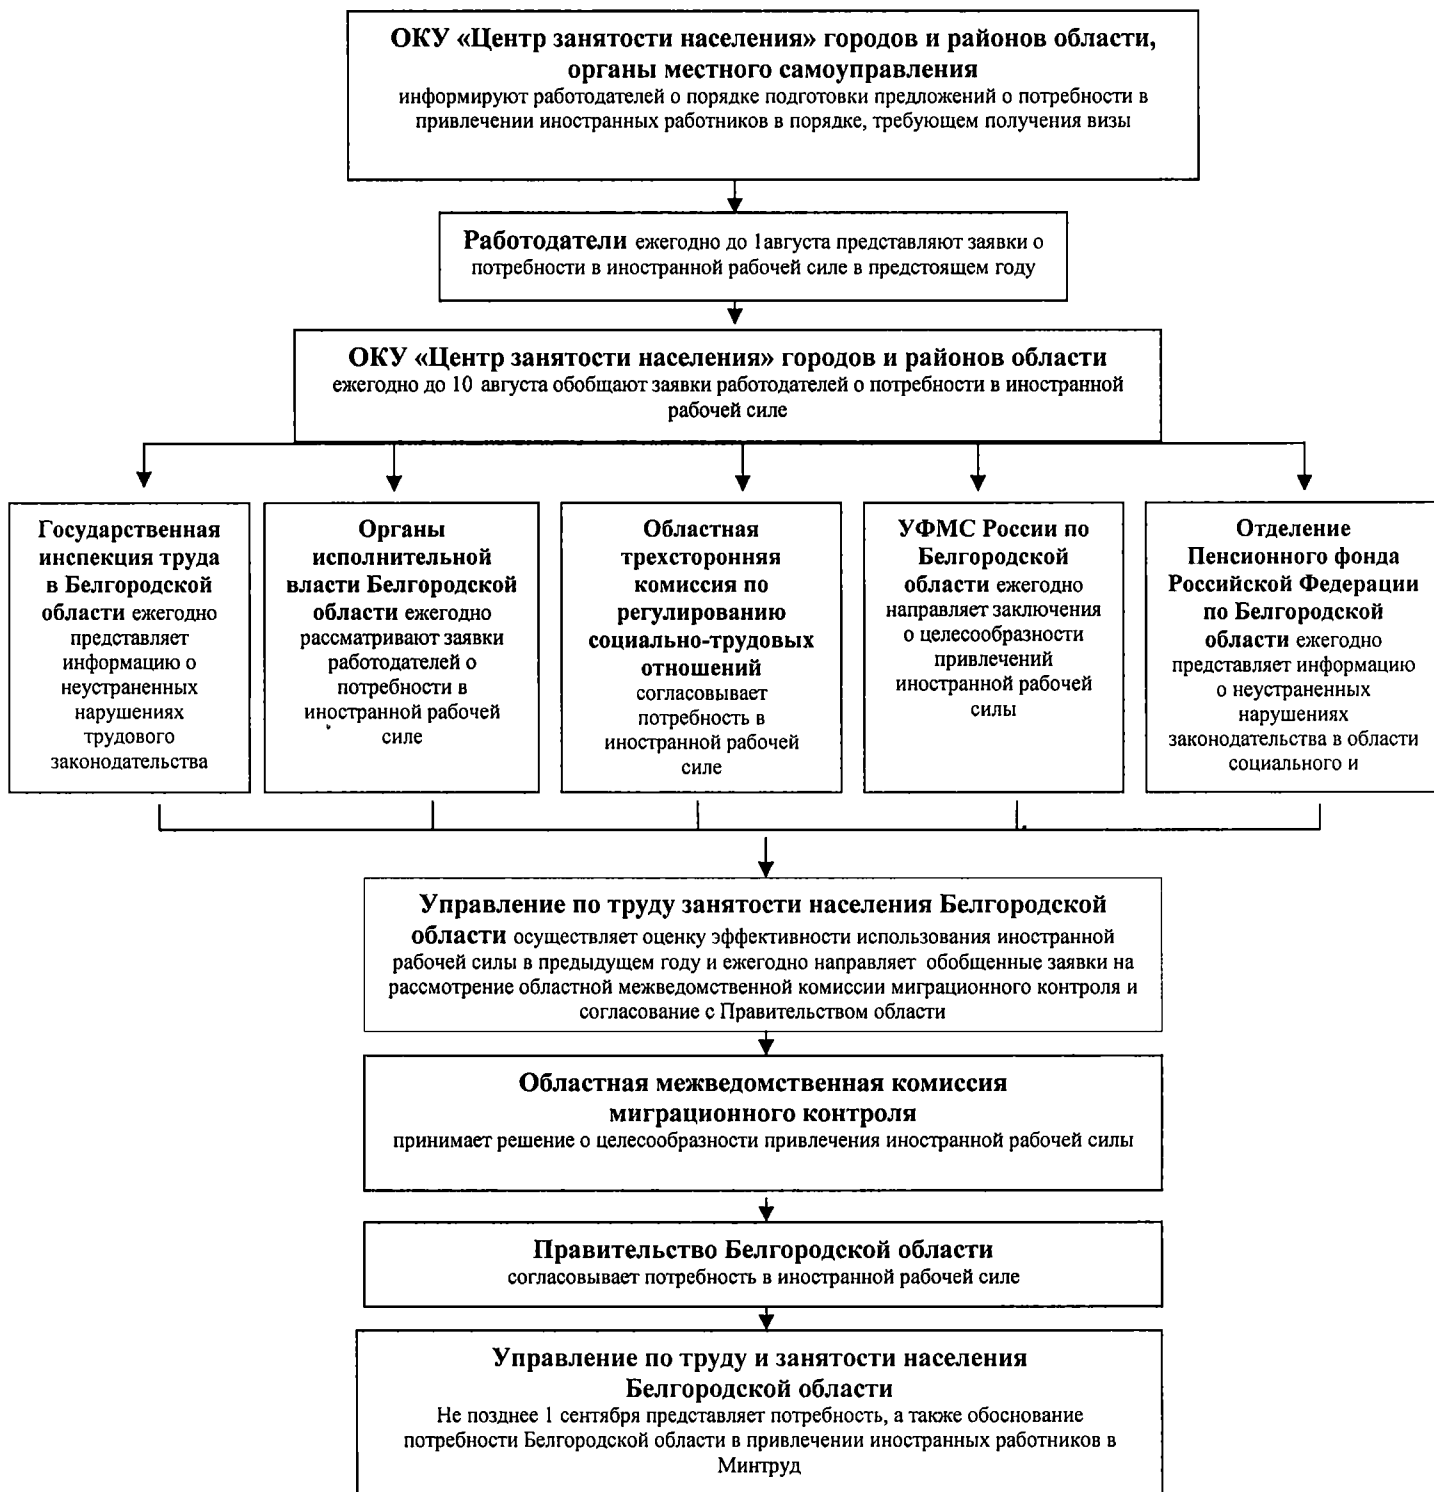 ОКУ «Центр занятости населения» городов и районов области,
органы местного самоуправления
информируют работодателей о порядке подготовки предложений о потребности в
привлечении иностранных работников в порядке, требующем получения визы
Работодатели ежегодно до 1августа представляют заявки о
потребности в иностранной рабочей силе в предстоящем году
ОКУ «Центр занятости населения» городов и районов области
ежегодно до 10 августа обобщают заявки работодателей о потребности в иностранной
рабочей силе
Государственная
инспекция труда
в Белгородской
области ежегодно
представляет
информацию о
неустраненных
нарушениях
трудового
законодательства
Органы
исполнительной
власти Белгородской
области ежегодно
рассматривают заявки
работодателей о
потребности в
иностранной рабочей
силе
Областная
трехсторонняя
комиссия по
регулированию
социально-трудовых
отношений
согласовывает
потребность в
иностранной рабочей
силе
УФМС России по
Белгородской
области ежегодно
направляет заключения
о целесообразности
привлечений
иностранной рабочей
силы
Отделение
Пенсионного фонда
Российской Федерации
по Белгородской
области ежегодно
представляет информацию
о неустраненных
нарушениях
законодательства в области
социального и
Управление по труду занятости населения Белгородской
области осуществляет оценку эффективности использования иностранной
рабочей силы в предыдущем году и ежегодно направляет обобщенные заявки на
рассмотрение областной межведомственной комиссии миграционного контроля и
согласование с Правительством области
Областная межведомственная комиссия
миграционного контроля
принимает решение о целесообразности привлечения иностранной рабочей силы
Правительство Белгородской области
согласовывает потребность в иностранной рабочей силе
Управление по труду и занятости населения
Белгородской области
Не позднее 1 сентября представляет потребность, а также обоснование
потребности Белгородской области в привлечении иностранных работников в
Минтруд